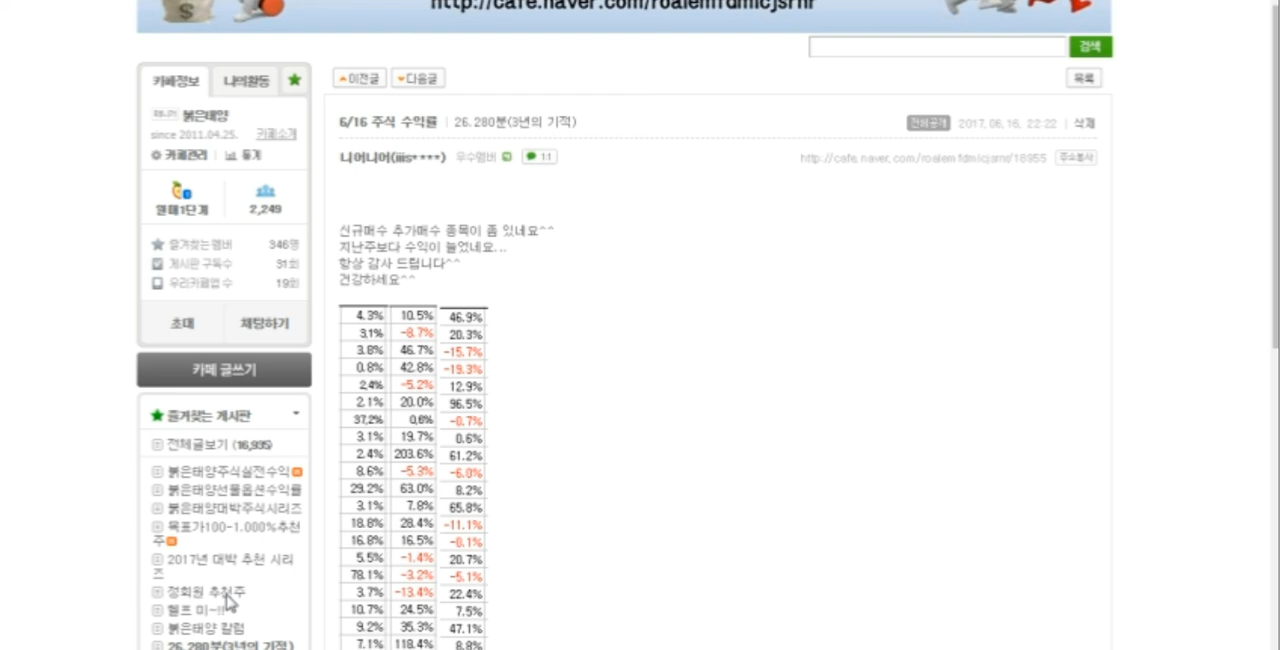 http://cafe.naver.com/roalemfdmlcjsrnr
검색
카페정보 나의활동
이전글 다음글 목록
6/16 주식 수익률 | 26.280분(3년의 기적) 전체공개 2017.06.16. 22:22 | 삭제
매니저 붉은태양
since 2011.04.25. 카페소개
카페관리 통계
니어니어(iiis****) 우수멤버 1:1 http://cafe.naver.com/roalemfdmlcjsrnr/18955 주소복사
2,249
즐겨찾는 멤버 346명
게시판 구독수 31회
우리카페앱 수 19회
초대 채팅하기
카페 글쓰기
신규매수 추가매수 종목이 좀 있네요^^
지난주보다 수익이 늘었네요...
항상 감사 드립니다^^
건강하세요^^
즐겨찾는 게시판
전체글보기 (16,935)
붉은태양주식실전수익
붉은태양선물옵션수익률
붉은태양대박주식시리즈
목표가100-1.000%추천
주
2017년 대박 추천 시리
즈
정회원 추천주
헬프 미-!!
붉은태양 칼럼
26.280분(3년의 기적)
4.3% 10.5% 46.9%
3.1% -8.7% 20.3%
3.8% 46.7% -15.7%
0.8% 42.8% -19.3%
2.4% -5.2% 12.9%
2.1% 20.0% 96.5%
37.2% 0.6% -0.7%
3.1% 19.7% 0.6%
2.4% 203.6% 61.2%
8.6% -5.3% -6.0%
29.2% 63.0% 8.2%
3.1% 7.8% 65.8%
18.8% 28.4% -11.1%
16.8% 16.5% -0.1%
5.5% -1.4% 20.7%
78.1% -3.2% -5.1%
3.7% -13.4% 22.4%
10.7% 24.5% 7.5%
9.2% 35.3% 47.1%
7.1% 118.4% 8.8%